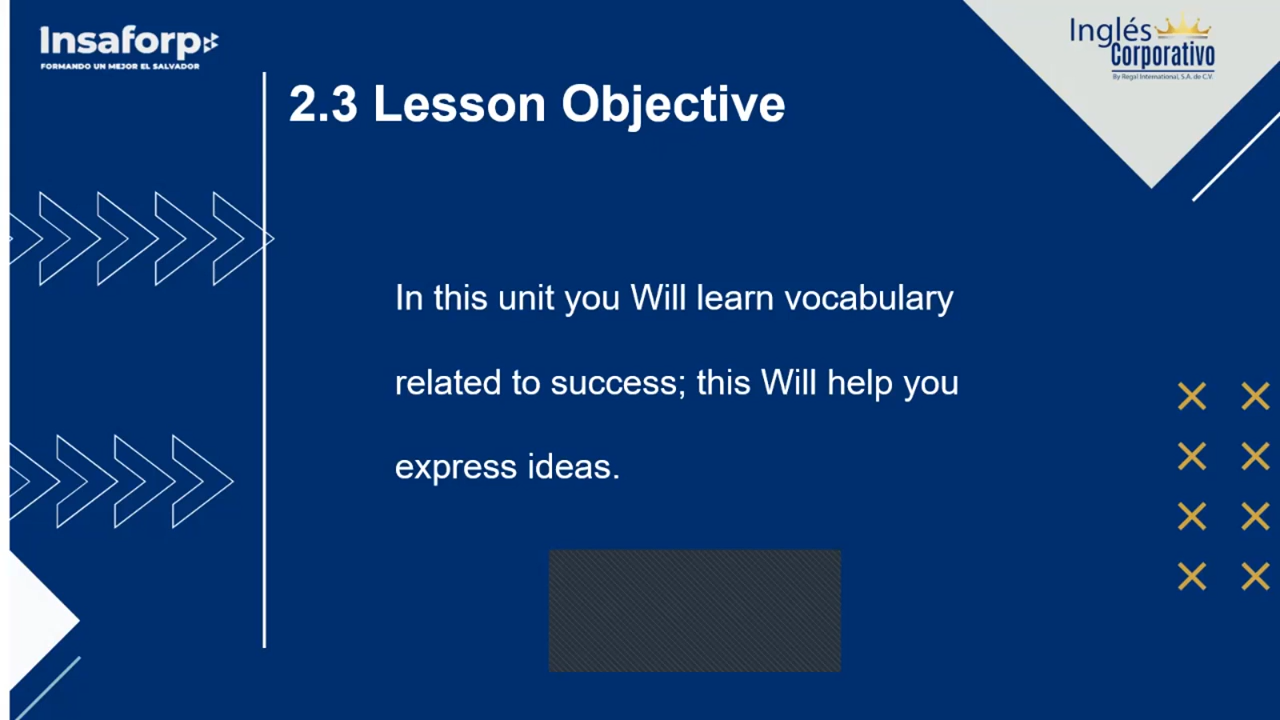 Insaforp
FORMANDO UN MEJOR EL SALVADOR
Inglés
Corporativo
By Regal International, S.A. de C.V.
2.3 Lesson Objective
In this unit you Will learn vocabulary
related to success; this Will help you
express ideas.